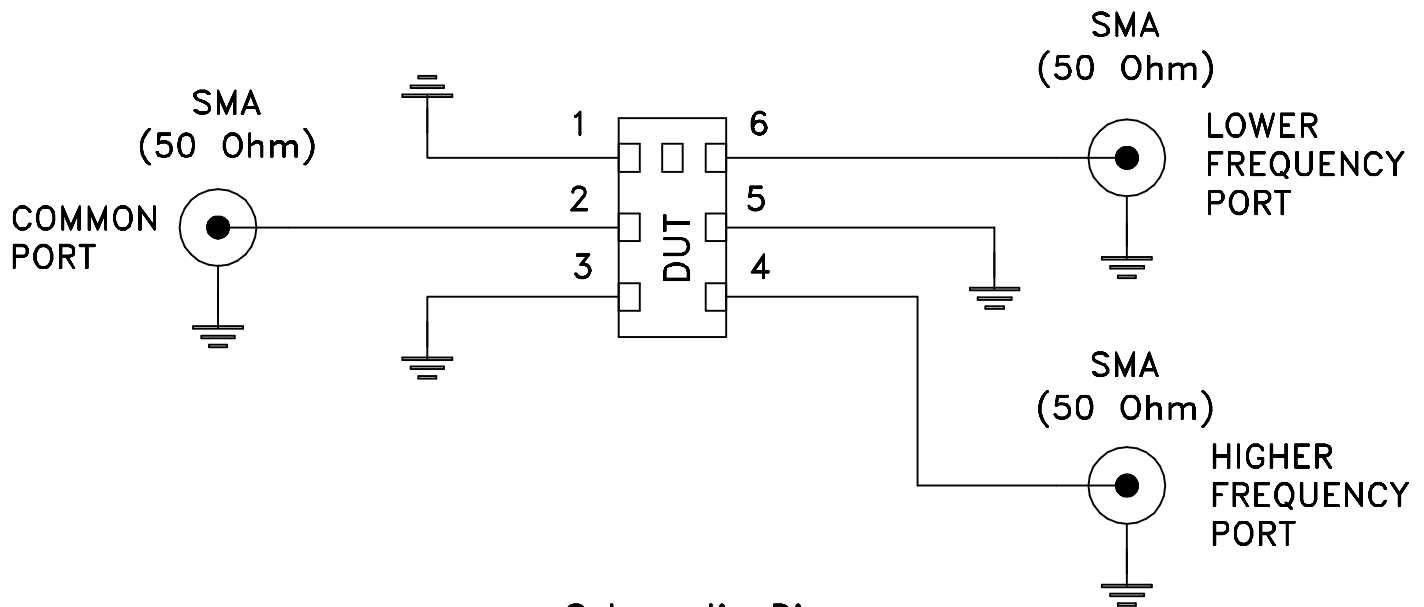 SMA
(50 Ohm)
COMMON
PORT
1
2
3
DUT
6
5
4
SMA
(50 Ohm)
LOWER
FREQUENCY
PORT
SMA
(50 Ohm)
HIGHER
FREQUENCY
PORT